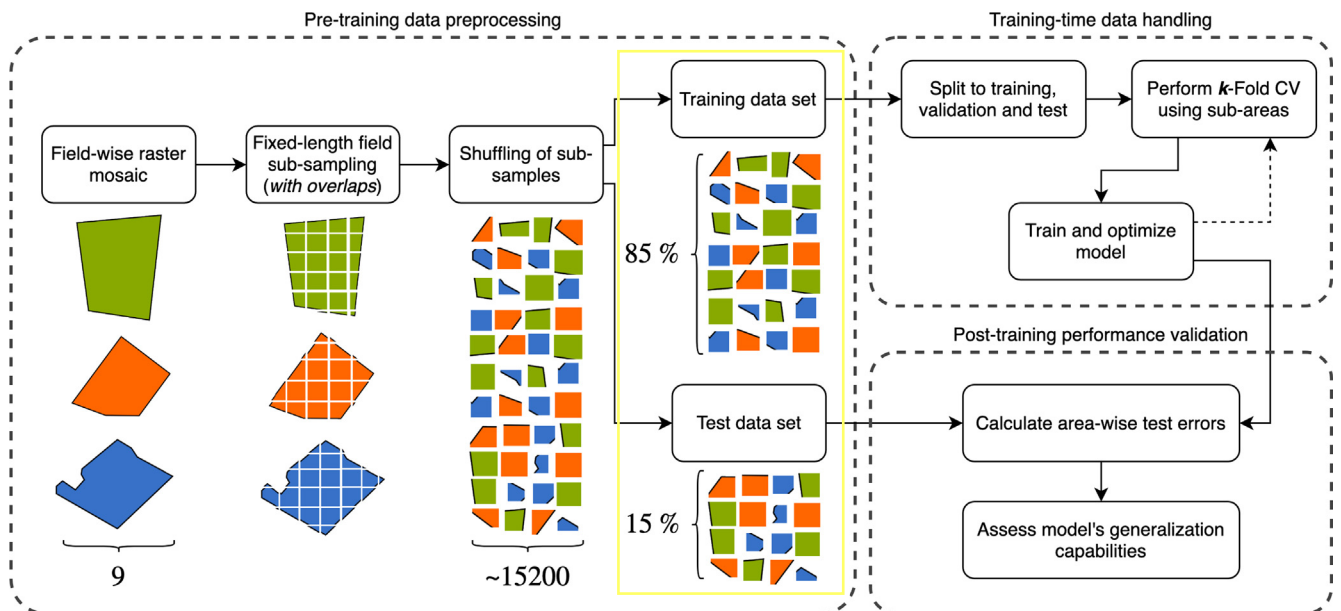 Pre-training data preprocessing
Training-time data handling
Field-wise raster
mosaic
Fixed-length field
sub-sampling
(with overlaps)
Shuffling of sub-
samples
Training data set
Split to training,
validation and test
Perform k-Fold CV
using sub-areas
Train and optimize
model
85 %
Post-training performance validation
Test data set
Calculate area-wise test errors
15 %
Assess model's generalization
capabilities
9
~15200